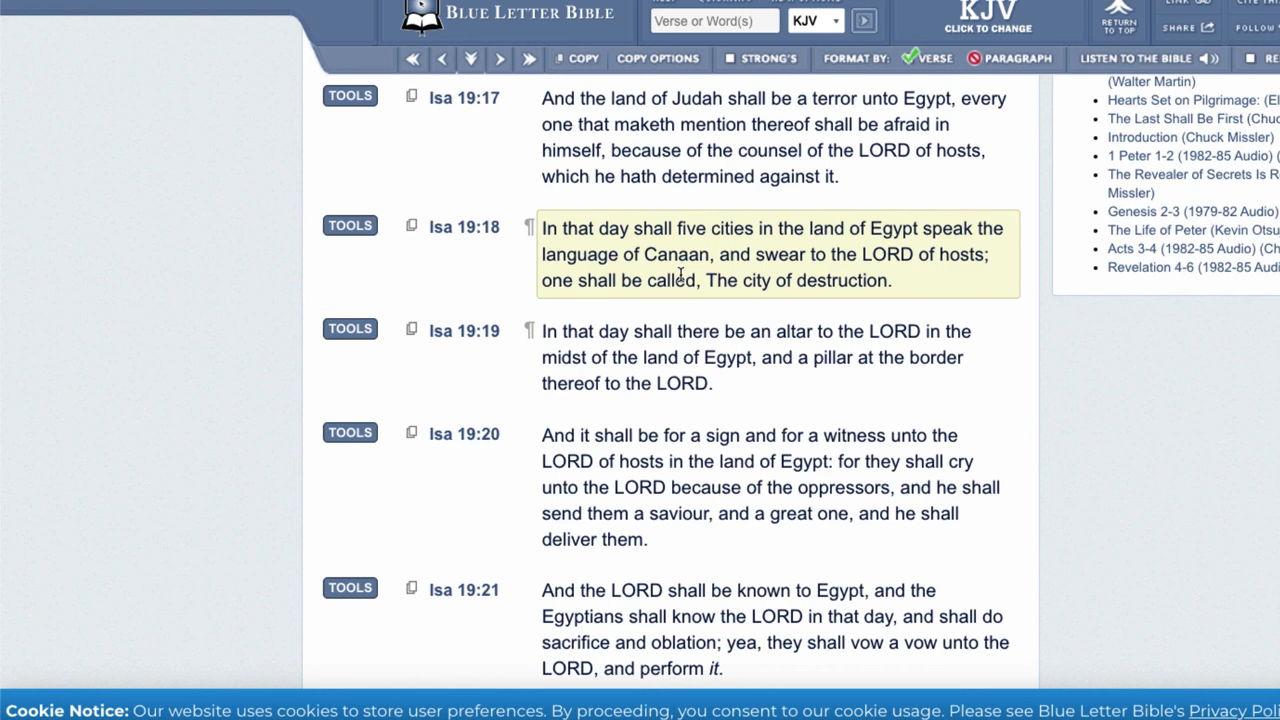 BLUE LETTER BIBLE
Verse or Word(s)
KJV
KJV
CLICK TO CHANGE
RETURN
TO TOP
SHARE
FOLLOW
COPY
COPY OPTIONS
STRONG'S
FORMAT BY:
VERSE
PARAGRAPH
LISTEN TO THE BIBLE
RE
TOOLS
Isa 19:17
And the land of Judah shall be a terror unto Egypt, every
one that maketh mention thereof shall be afraid in
himself, because of the counsel of the LORD of hosts,
which he hath determined against it.
TOOLS
Isa 19:18
¶ In that day shall five cities in the land of Egypt speak the
language of Canaan, and swear to the LORD of hosts;
one shall be called, The city of destruction.
TOOLS
Isa 19:19
¶ In that day shall there be an altar to the LORD in the
midst of the land of Egypt, and a pillar at the border
thereof to the LORD.
TOOLS
Isa 19:20
And it shall be for a sign and for a witness unto the
LORD of hosts in the land of Egypt: for they shall cry
unto the LORD because of the oppressors, and he shall
send them a saviour, and a great one, and he shall
deliver them.
TOOLS
Isa 19:21
And the LORD shall be known to Egypt, and the
Egyptians shall know the LORD in that day, and shall do
sacrifice and oblation; yea, they shall vow a vow unto the
LORD, and perform it.
(Walter Martin)
• Hearts Set on Pilgrimage: (El
• The Last Shall Be First (Chuc
• Introduction (Chuck Missler)
• 1 Peter 1-2 (1982-85 Audio) (
• The Revealer of Secrets Is R
Missler)
• Genesis 2-3 (1979-82 Audio)
• The Life of Peter (Kevin Otsu
• Acts 3-4 (1982-85 Audio) (Ch
• Revelation 4-6 (1982-85 Audi
Cookie Notice: Our website uses cookies to store user preferences. By proceeding, you consent to our cookie usage. Please see Blue Letter Bible's Privacy Poli